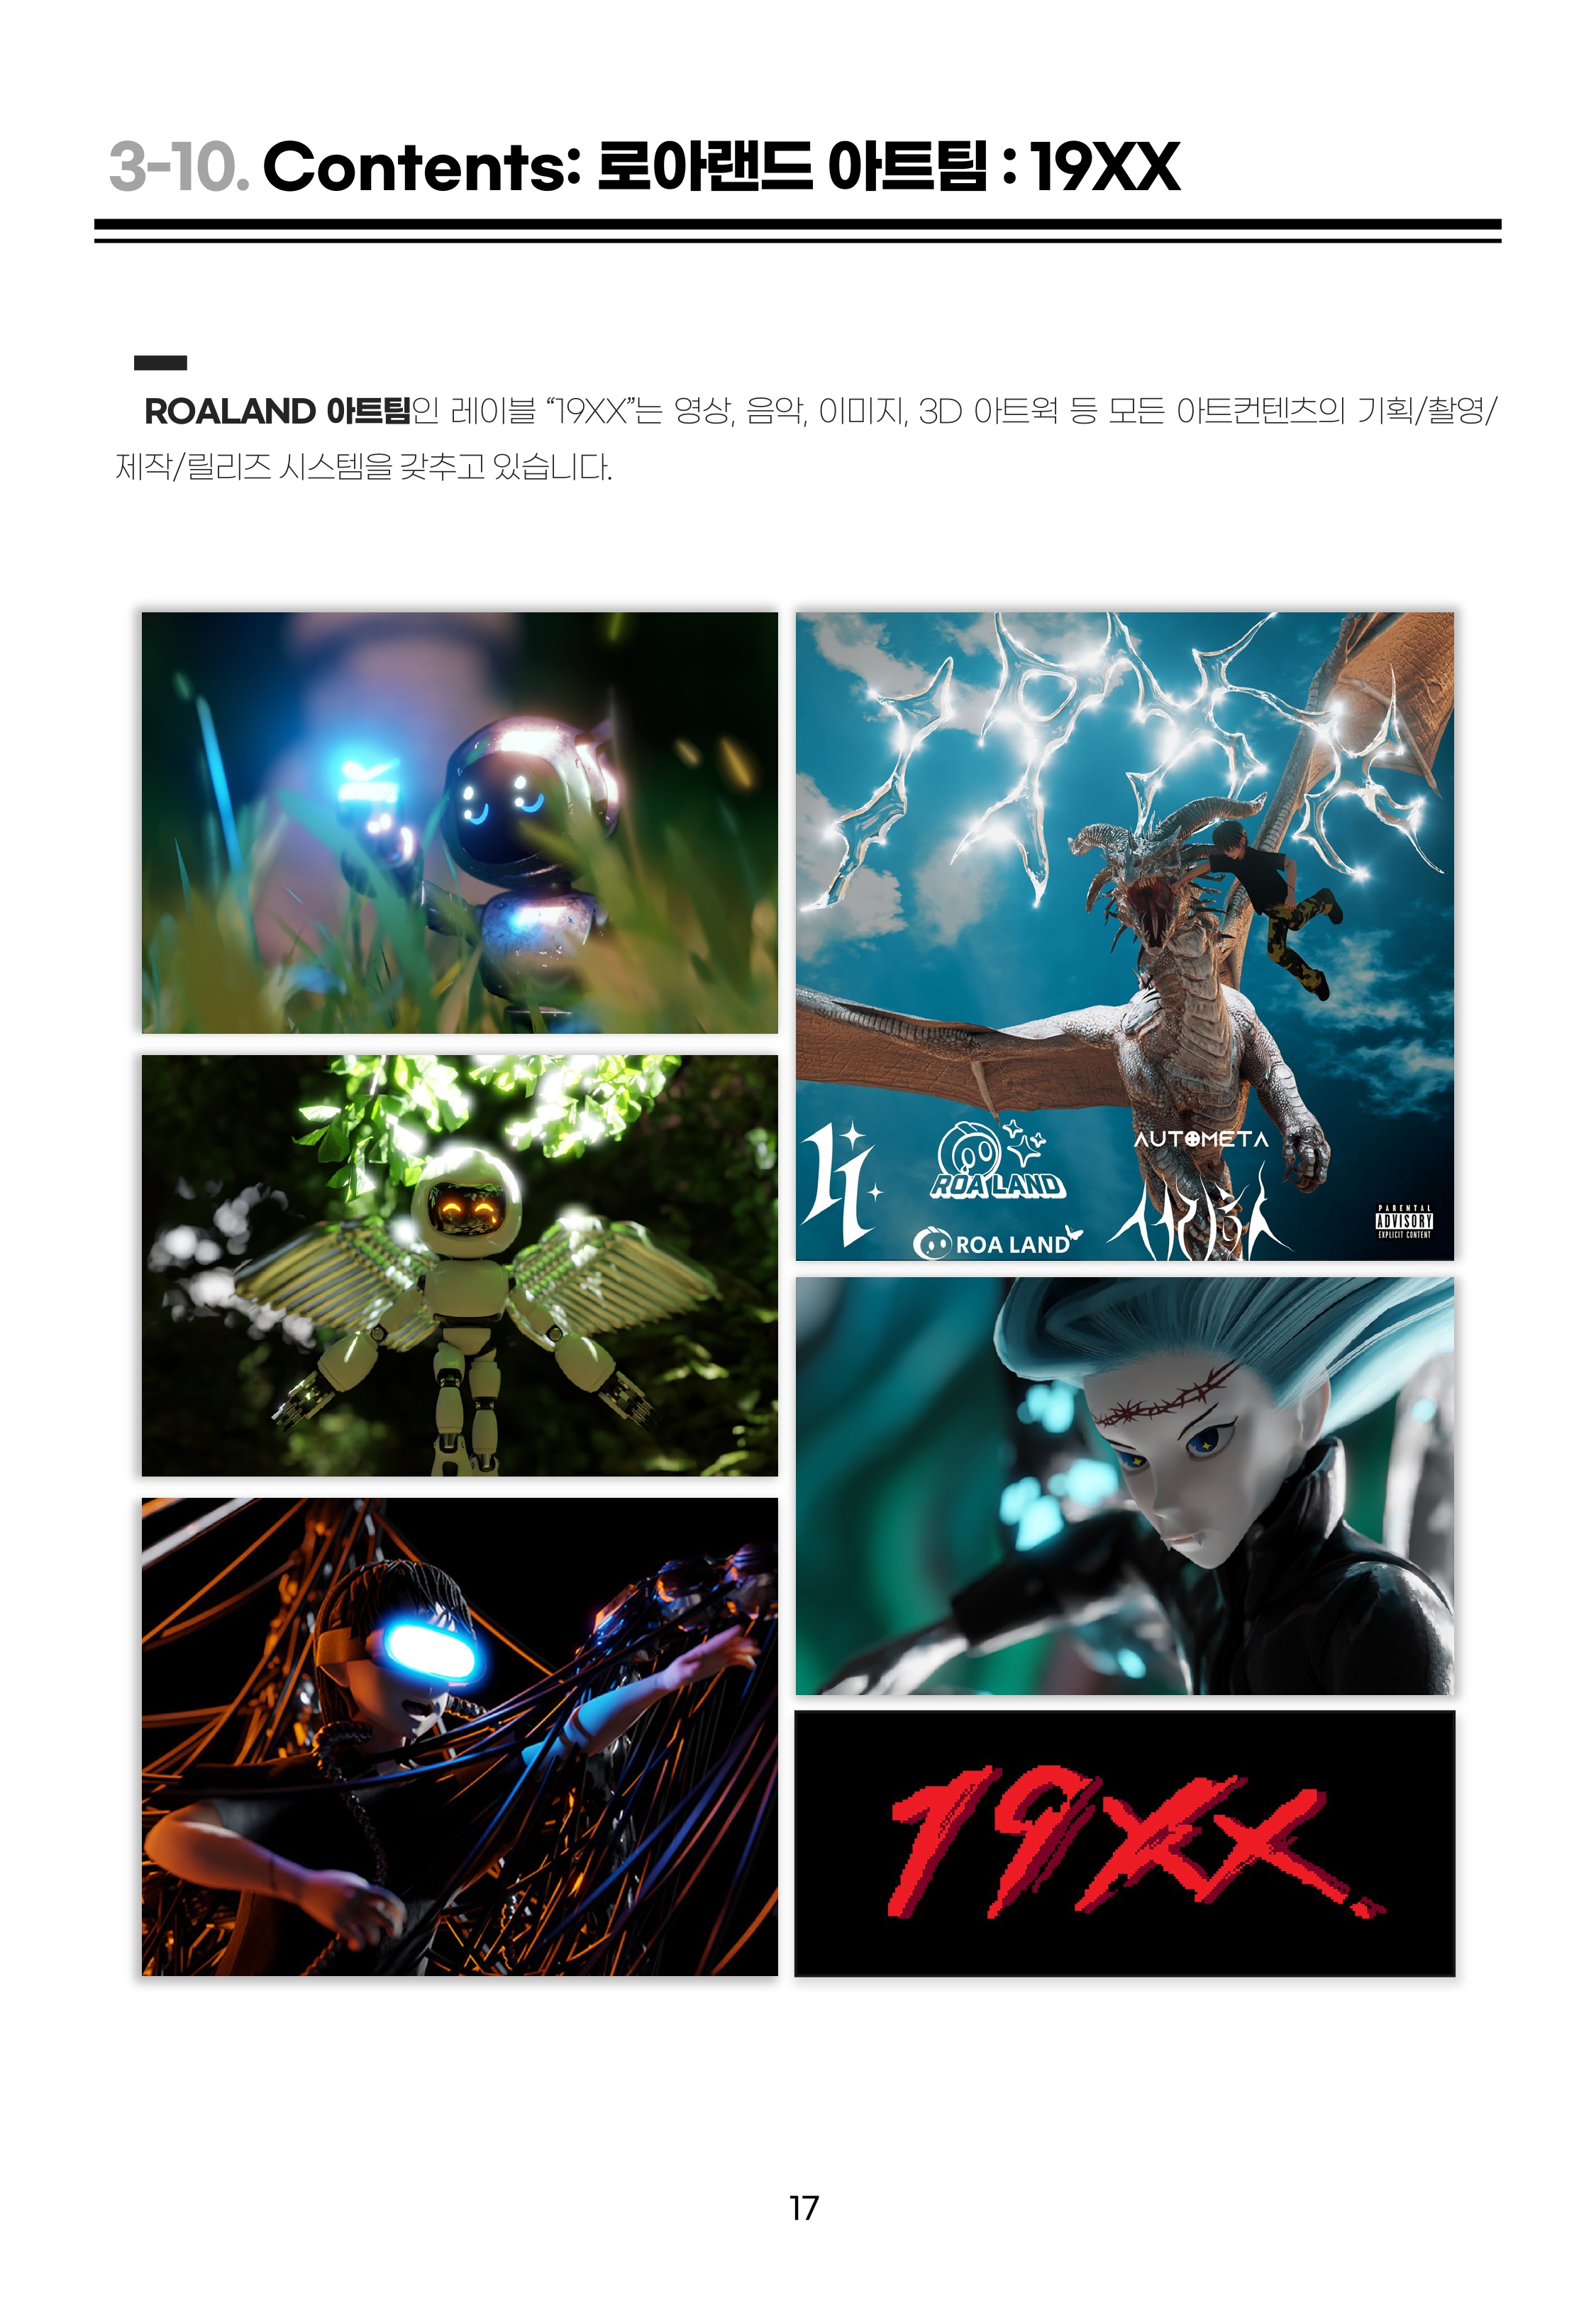 3-10. Contents: 로아랜드 아트팀 : 19XX
ROALAND 아트팀인 레이블 “19XX”는 영상, 음악, 이미지, 3D 아트웍 등 모든 아트컨텐츠의 기획/촬영/
제작/릴리즈 시스템을 갖추고 있습니다.
ROA LAND
ROA LAND
AUTOMETA
PARENTAL
ADVISORY
EXPLICIT CONTENT
19XX
17